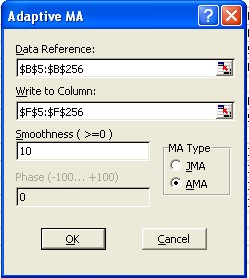 Adaptive MA
Data Reference:
$B$5:$B$256
Write to Column:
$F$5:$F$256
Smoothness ( >=0 )
10
MA Type
JMA
AMA
Phase (-100... +100)
0
OK
Cancel